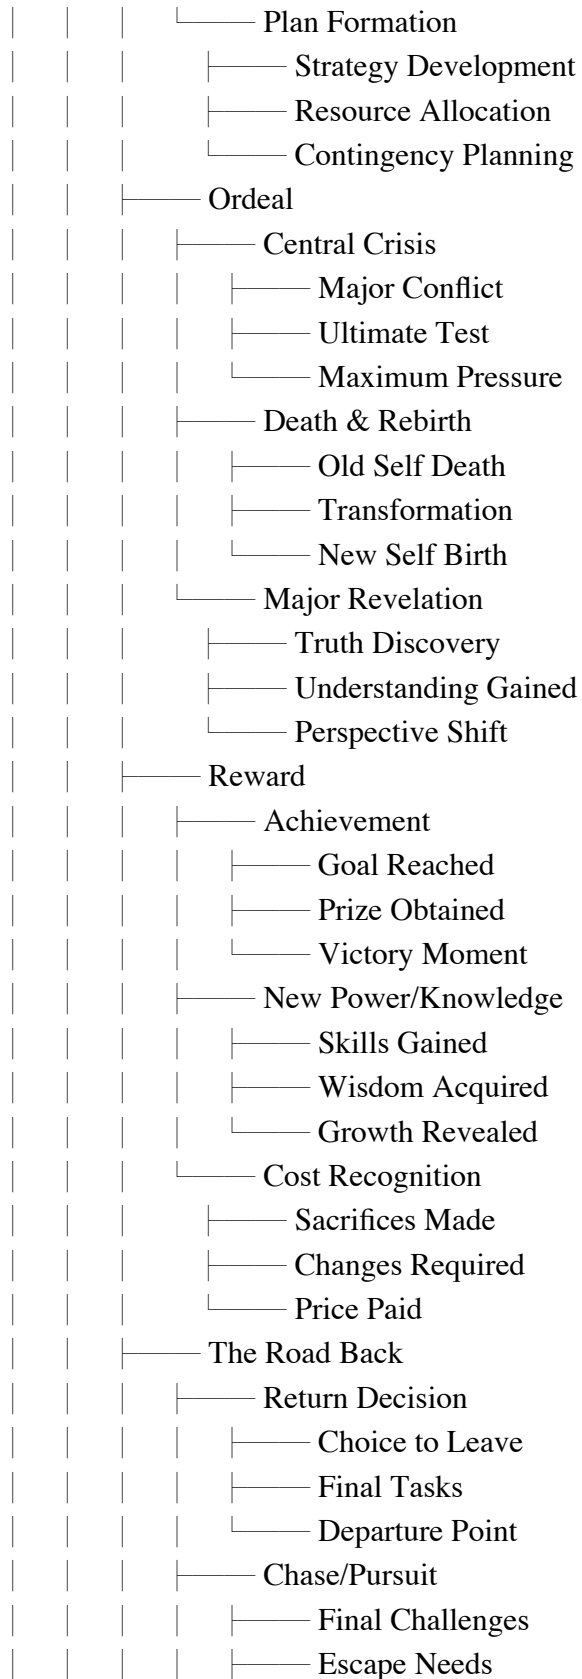 Plan Formation
Strategy Development
Resource Allocation
Contingency Planning
Ordeal
Central Crisis
Major Conflict
Ultimate Test
Maximum Pressure
Death & Rebirth
Old Self Death
Transformation
New Self Birth
Major Revelation
Truth Discovery
Understanding Gained
Perspective Shift
Reward
Achievement
Goal Reached
Prize Obtained
Victory Moment
New Power/Knowledge
Skills Gained
Wisdom Acquired
Growth Revealed
Cost Recognition
Sacrifices Made
Changes Required
Price Paid
The Road Back
Return Decision
Choice to Leave
Final Tasks
Departure Point
Chase/Pursuit
Final Challenges
Escape Needs